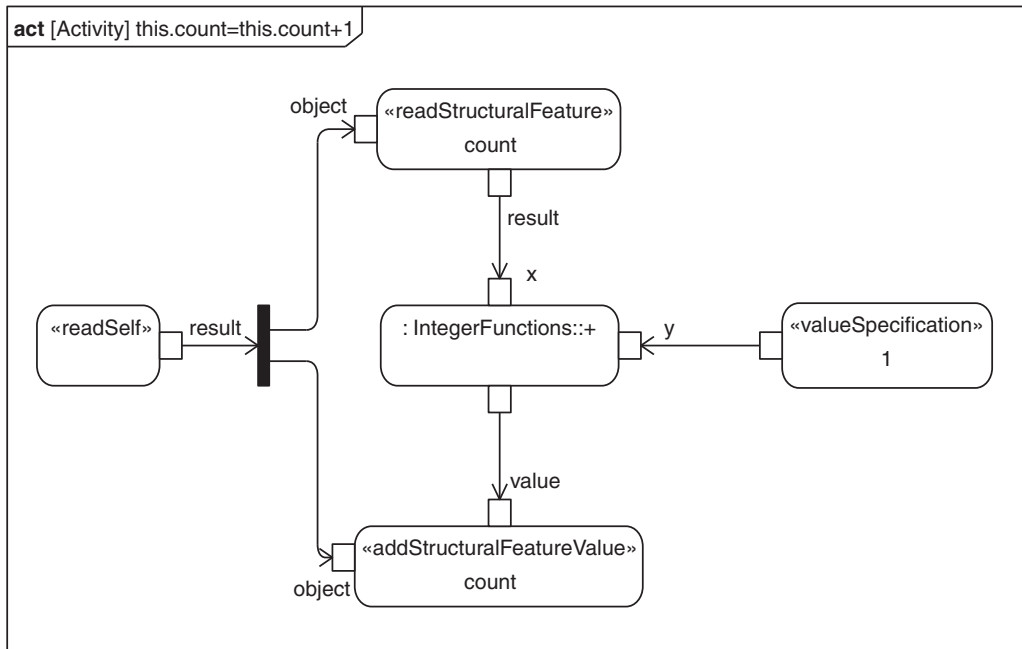 act [Activity] this.count=this.count+1
object
«readStructuralFeature»
count
result
x
«readSelf»
result
: IntegerFunctions::+
y
«valueSpecification»
1
value
«addStructuralFeatureValue»
count
object